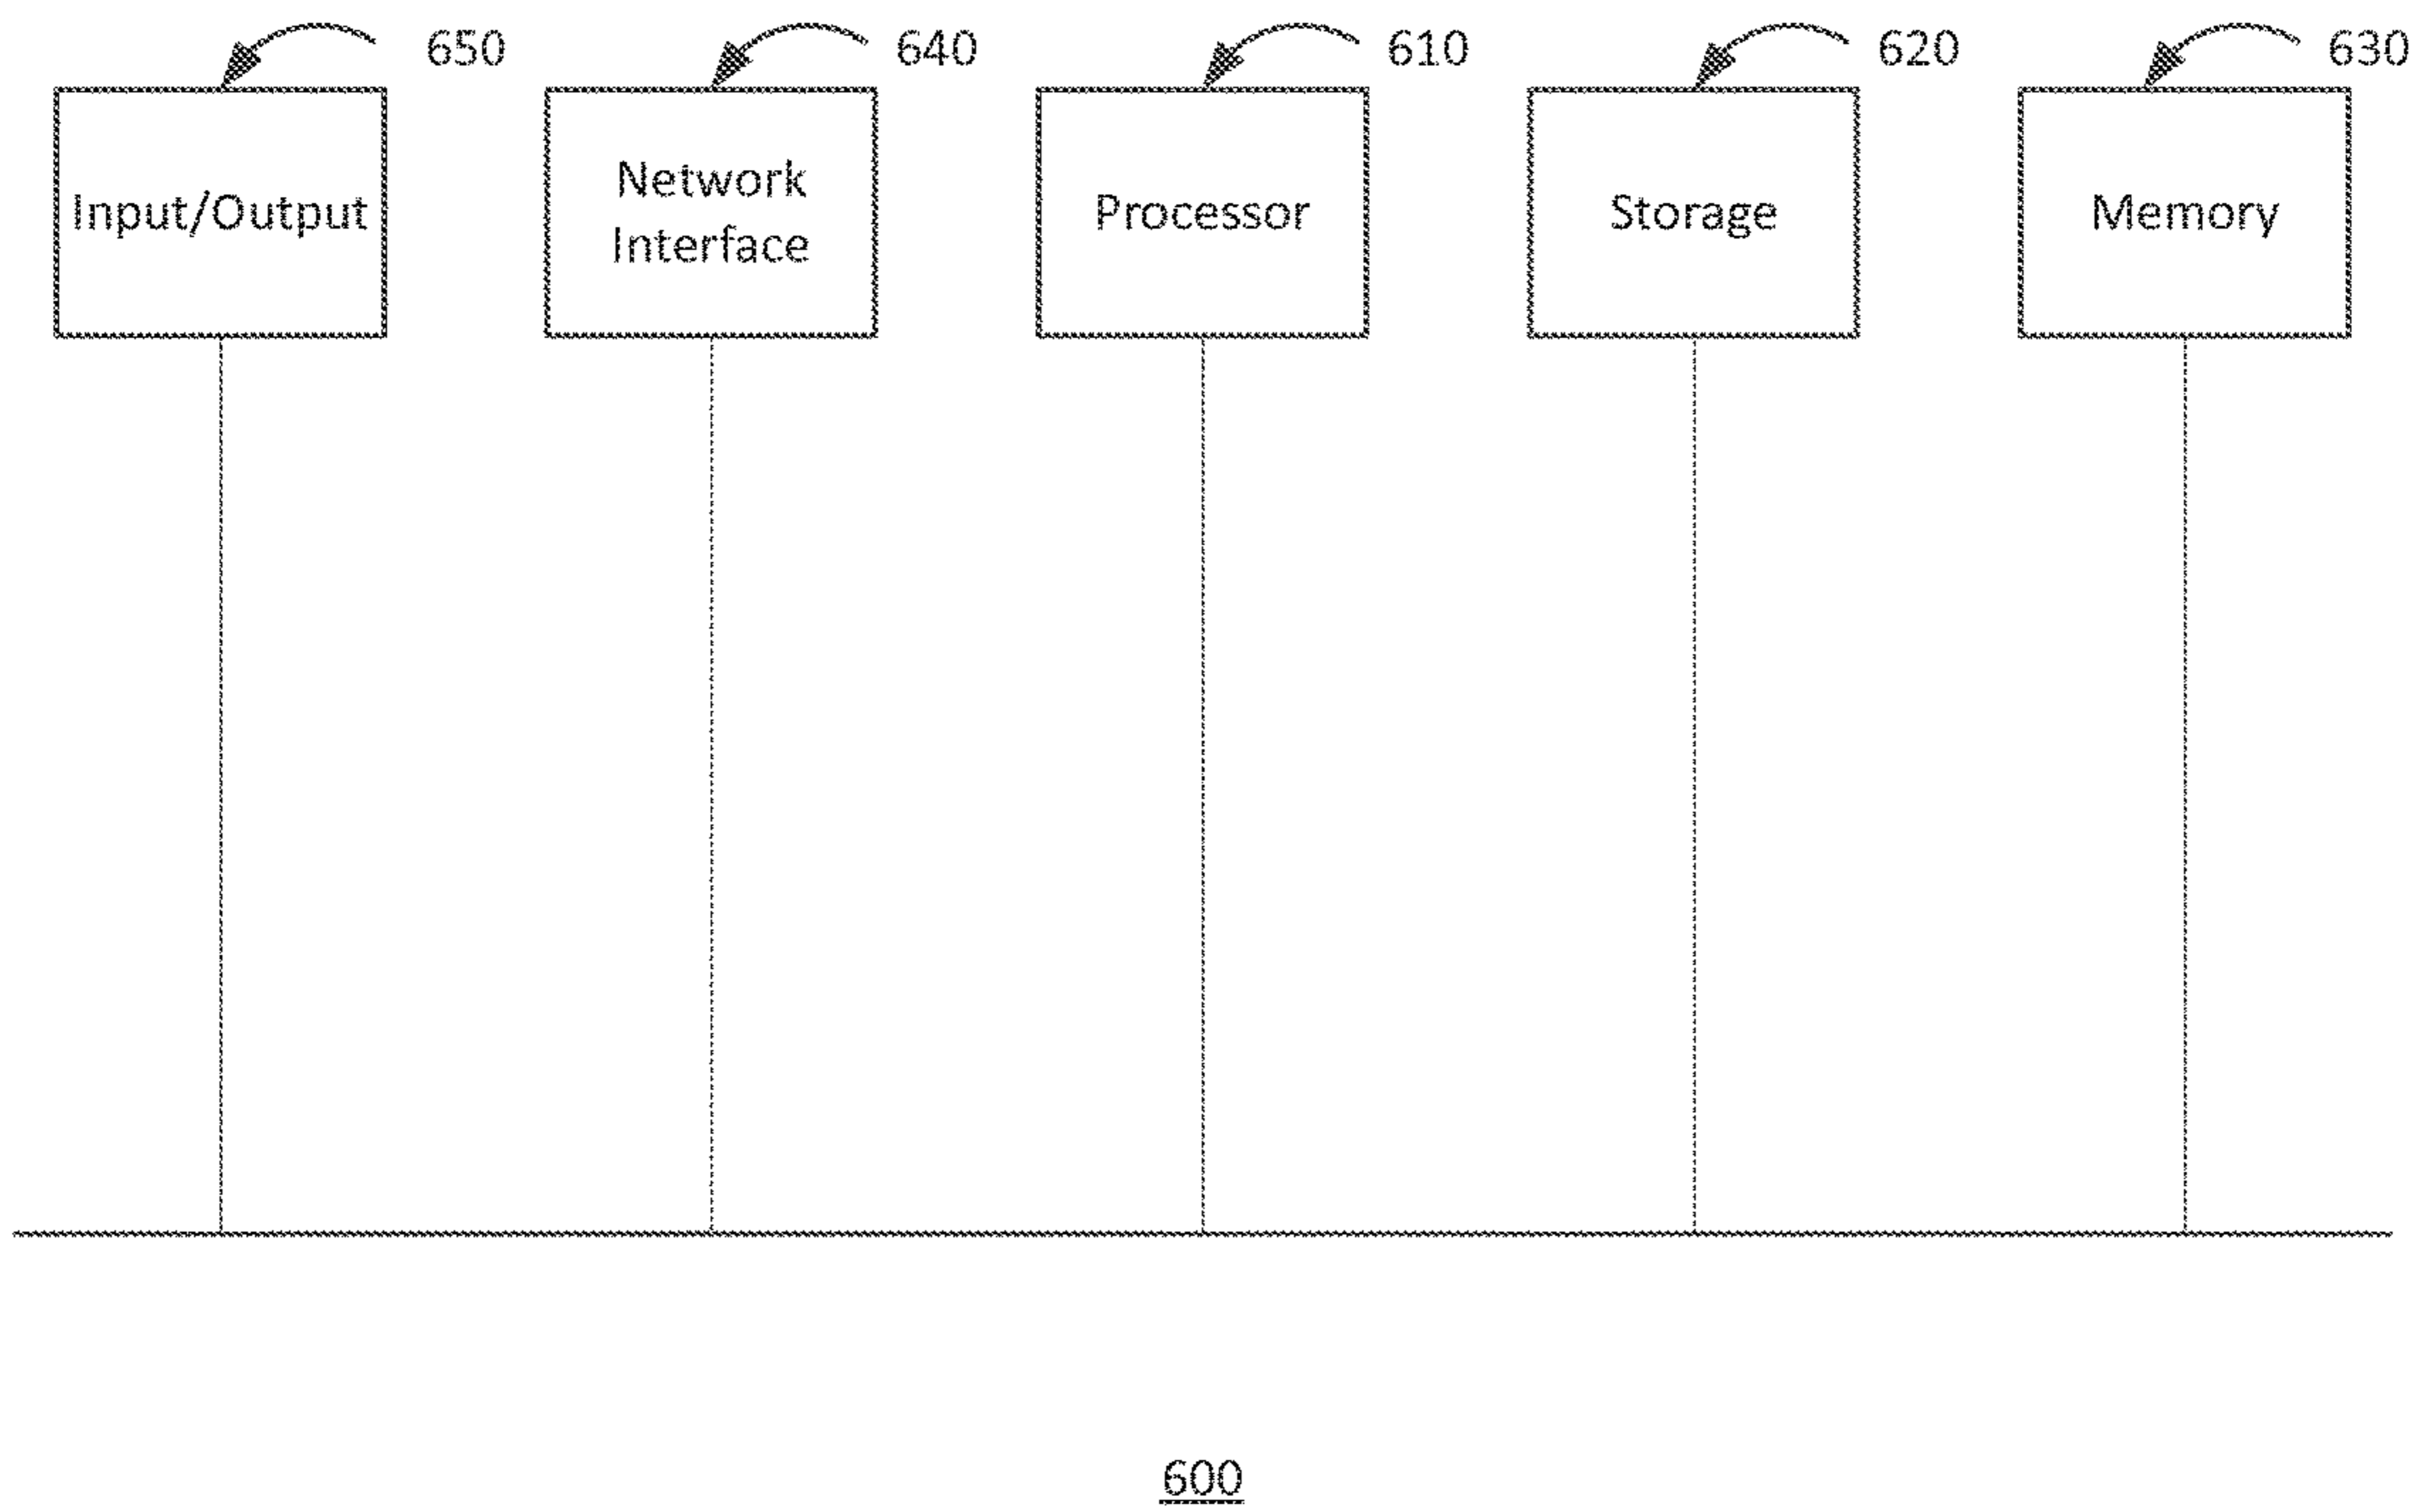 650
640
610
620
630
Input/Output
Network
Interface
Processor
Storage
Memory
600